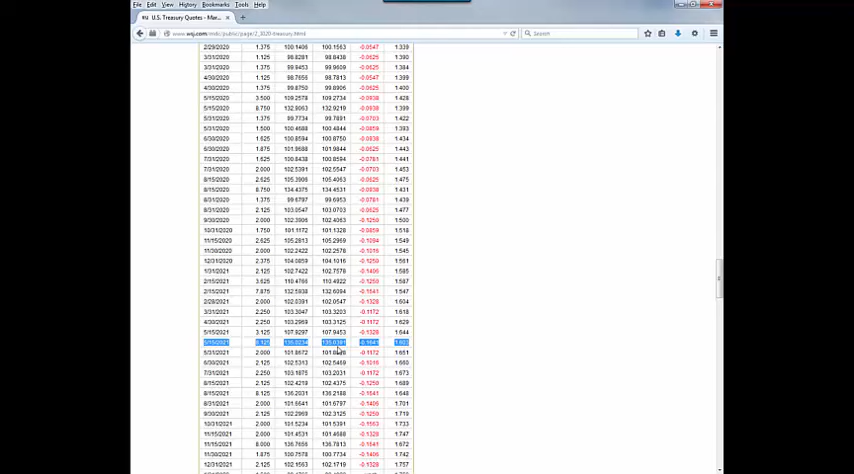 File Edit View History Bookmarks Tools Help
U.S. Treasury Quotes - Mar...
www.wsj.com/mdc/public/page/2_3020-treasury.html
Search
2/29/2020 1.375 100.1406 100.1563 -0.0547 1.339
3/31/2020 1.125 98.8281 98.8438 -0.0625 1.390
3/31/2020 1.375 99.9453 99.9609 -0.0625 1.384
4/30/2020 1.125 98.7656 98.7813 -0.0547 1.399
4/30/2020 1.375 99.8750 99.8906 -0.0625 1.400
5/15/2020 3.500 109.2578 109.2734 -0.0938 1.428
5/15/2020 8.750 132.9063 132.9219 -0.0938 1.399
5/31/2020 1.375 99.7734 99.7891 -0.0703 1.422
5/31/2020 1.500 100.4688 100.4844 -0.0859 1.393
6/30/2020 1.625 100.8594 100.8750 -0.0625 1.434
6/30/2020 1.875 101.9688 101.9844 -0.0625 1.443
7/31/2020 1.625 100.8438 100.8594 -0.0781 1.453
7/31/2020 2.000 102.5391 102.5547 -0.0703
8/15/2020 2.625 105.3906 105.4063 -0.0625 1.475
8/15/2020 8.750 134.4375 134.4531 -0.0938 1.431
8/31/2020 1.375 99.6797 99.6953 -0.0781 1.439
8/31/2020 2.125 103.0547 103.0703 -0.0625 1.477
9/30/2020 2.000 102.3906 102.4063 -0.1250 1.500
10/31/2020 1.750 101.1172 101.1328 -0.0859 1.518
11/15/2020 2.625 105.2813 105.2969 -0.1094 1.549
11/30/2020 2.000 102.2422 102.2578 -0.1016 1.545
12/31/2020 2.375 104.0859 104.1016 -0.1250 1.561
1/31/2021 2.125 102.7422 102.7578 -0.1406 1.585
2/15/2021 3.625 110.4766 110.4922 -0.1250 1.587
2/15/2021 7.875 132.5938 132.6094 -0.1641 1.547
2/28/2021 2.000 102.0391 102.0547 -0.1328 1.604
3/31/2021 2.250 103.3047 103.3203 -0.1172 1.618
4/30/2021 2.250 103.2969 103.3125 -0.1172 1.629
5/15/2021 3.125 107.9297 107.9453 -0.1328 1.644
5/15/2021 8.125 135.0234 135.0391 -0.1641 1.603
5/31/2021 2.000 101.8672 -0.1172 1.651
6/30/2021 2.125 102.5313 102.5469 -0.1016 1.660
7/31/2021 2.250 103.1875 103.2031 -0.1172 1.673
8/15/2021 2.125 102.4219 102.4375 -0.1250 1.689
8/15/2021 8.125 136.2031 136.2188 -0.1641 1.648
8/31/2021 2.000 101.6641 101.6797 -0.1406 1.701
9/30/2021 2.125 102.2969 102.3125 -0.1250 1.719
10/31/2021 2.000 101.5234 101.5391 -0.1563 1.733
11/15/2021 2.000 101.4531 101.4688 -0.1328 1.747
11/15/2021 8.000 136.7656 136.7813 -0.1641 1.672
11/30/2021 1.875 100.7578 100.7734 -0.1406 1.742
12/31/2021 2.125 102.1563 102.1719 -0.1328 1.757